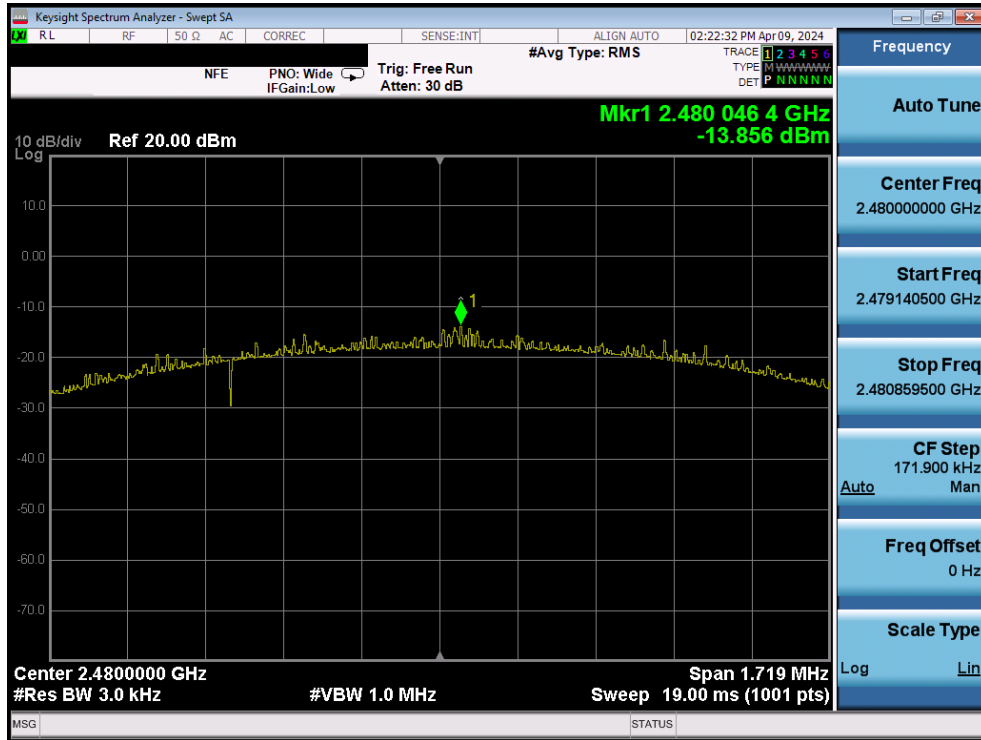 Keysight Spectrum Analyzer - Swept SA
LXI RL RF 50 Ω AC CORREC SENSE:INT ALIGN AUTO 02:22:32 PM Apr 09, 2024
NFE PNO: Wide Trig: Free Run #Avg Type: RMS TRACE 1 2 3 4 5 6
IFGain:Low Atten: 30 dB TYPE M WWWWW
DET P N N N N N
Mkr1 2.480 046 4 GHz
-13.856 dBm
10 dB/div Ref 20.00 dBm
Log
10.0
0.00
-10.0
1
-20.0
-30.0
-40.0
-50.0
-60.0
-70.0
Center 2.4800000 GHz Span 1.719 MHz
#Res BW 3.0 kHz #VBW 1.0 MHz Sweep 19.00 ms (1001 pts)
MSG STATUS
Frequency
Auto Tune
Center Freq
2.480000000 GHz
Start Freq
2.479140500 GHz
Stop Freq
2.480859500 GHz
CF Step
171.900 kHz
Auto Man
Freq Offset
0 Hz
Scale Type
Log Lin